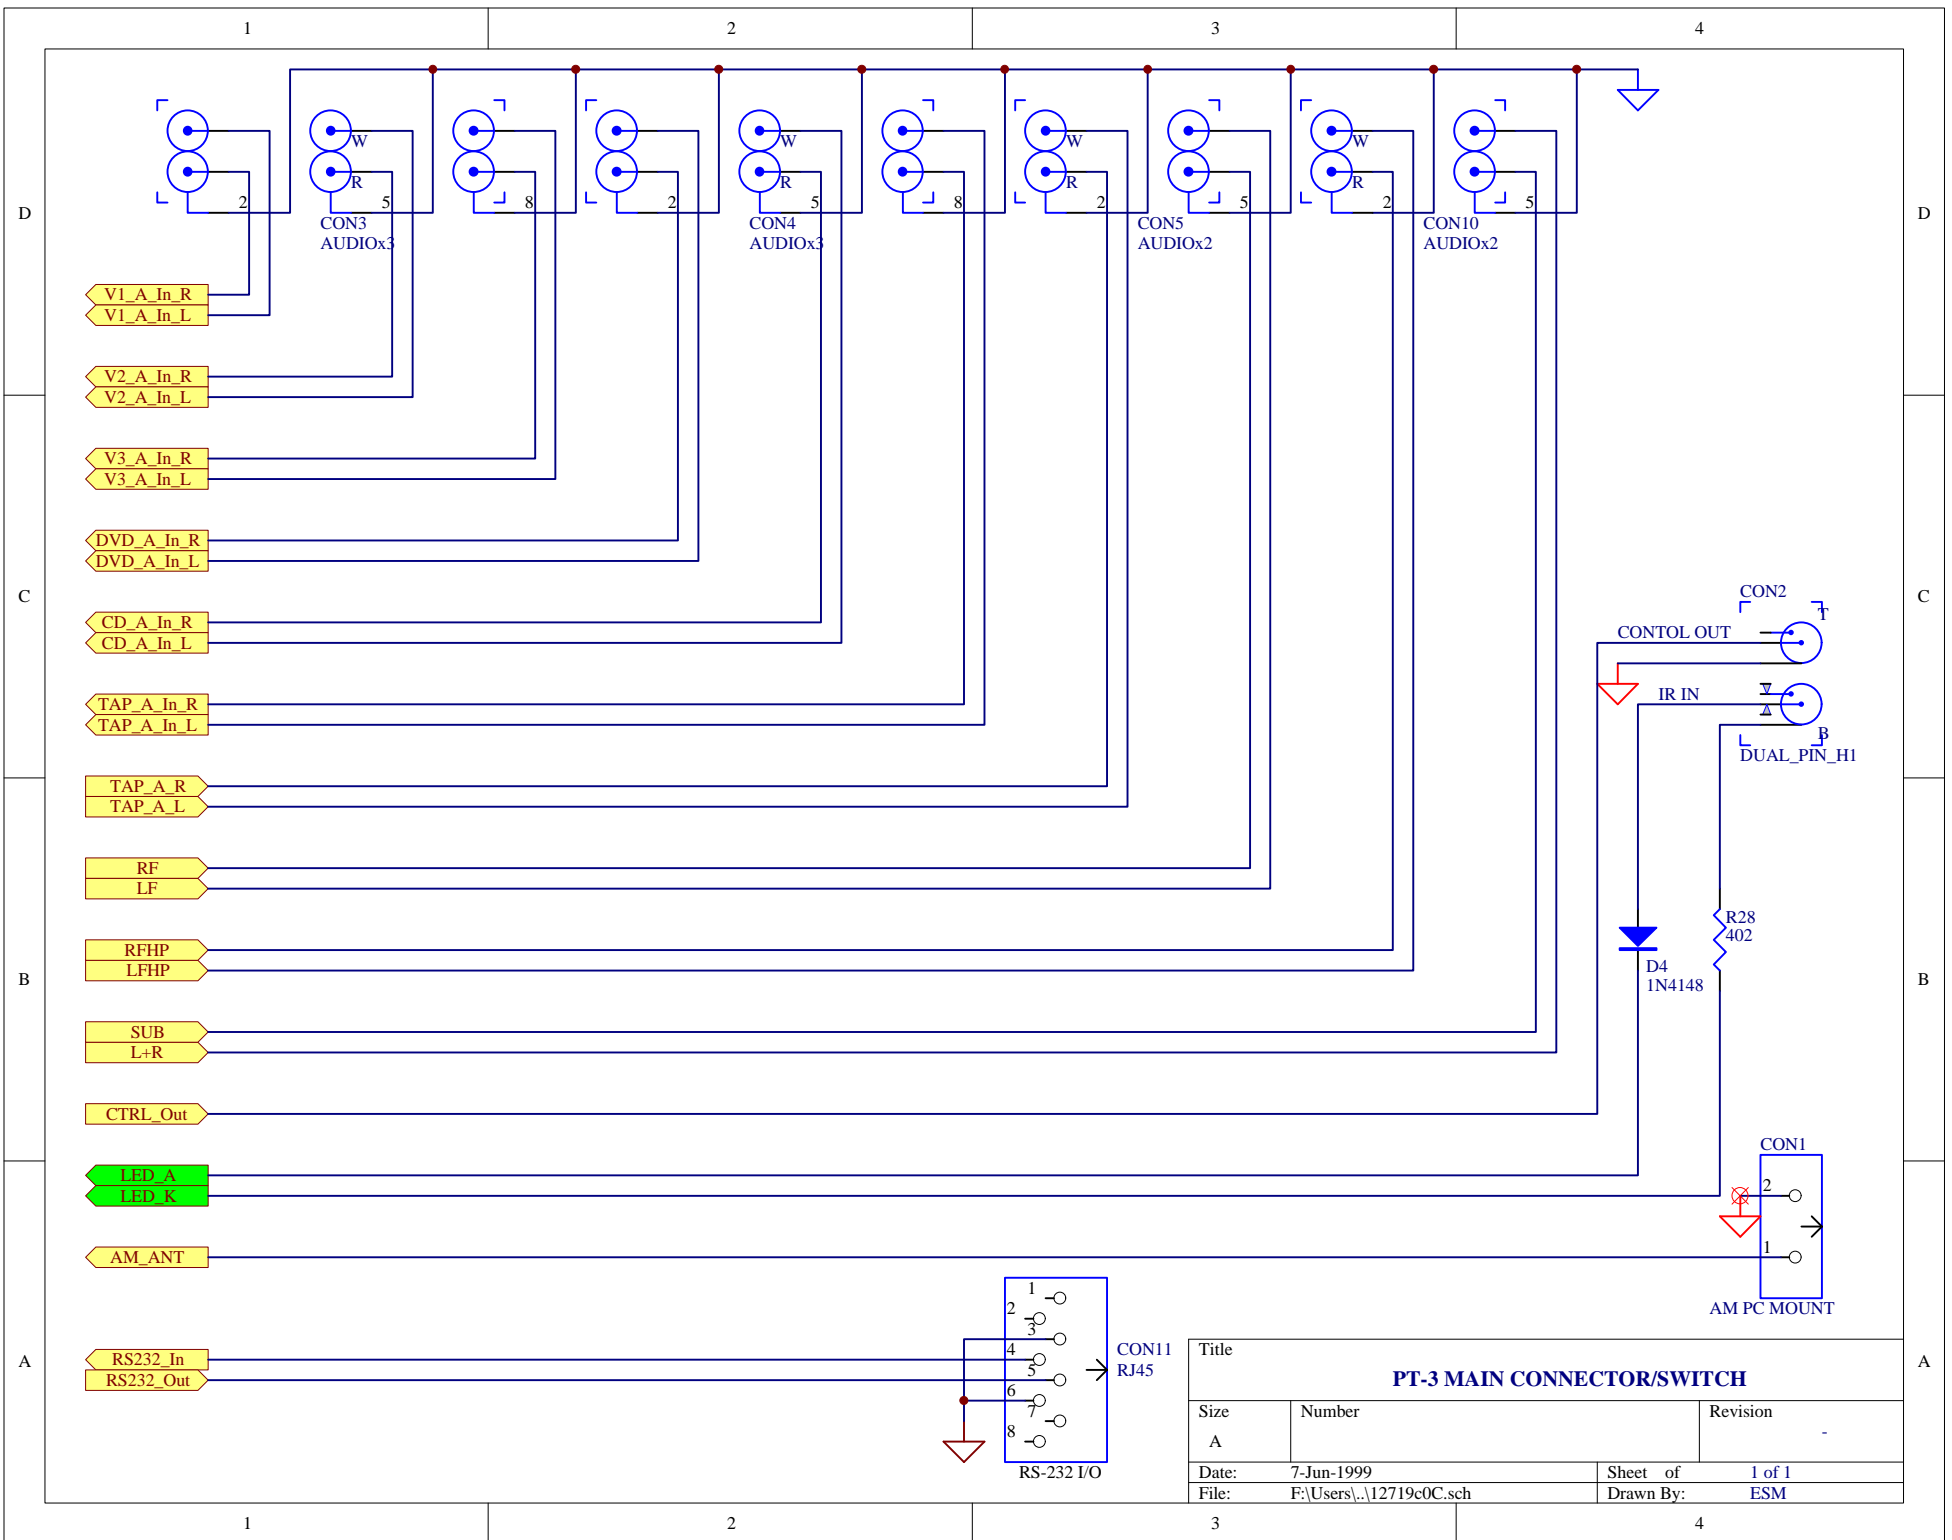 1 2 3 4
W W W W
R R R R
2 5 8 2 5 8 2 5 2 5
D D
CON3 CON4 CON5 CON10
AUDIOx3 AUDIOx3 AUDIOx2 AUDIOx2
V1_A_In_R
V1_A_In_L
V2_A_In_R
V2_A_In_L
V3_A_In_R
V3_A_In_L
DVD_A_In_R
DVD_A_In_L
C C
CON2
T
CD_A_In_R
CONTOL OUT
CD_A_In_L
IR IN
TAP_A_In_R
TAP_A_In_L
B
DUAL_PIN_H1
TAP_A_R
TAP_A_L
RF
LF
R28
402
RFHP
LFHP
D4
1N4148
B B
SUB
L+R
CTRL_Out
CON1
LED_A
LED_K
2
AM_ANT
1
AM PC MOUNT
1
2
3
4
5
6
7
8
CON11
RJ45
RS-232 I/O
RS232_In
RS232_Out
A A
Title
PT-3 MAIN CONNECTOR/SWITCH
Size Number Revision
A -
Date: 7-Jun-1999 Sheet of 1 of 1
File: F:\Users\..\12719c0C.sch Drawn By: ESM
1 2 3 4